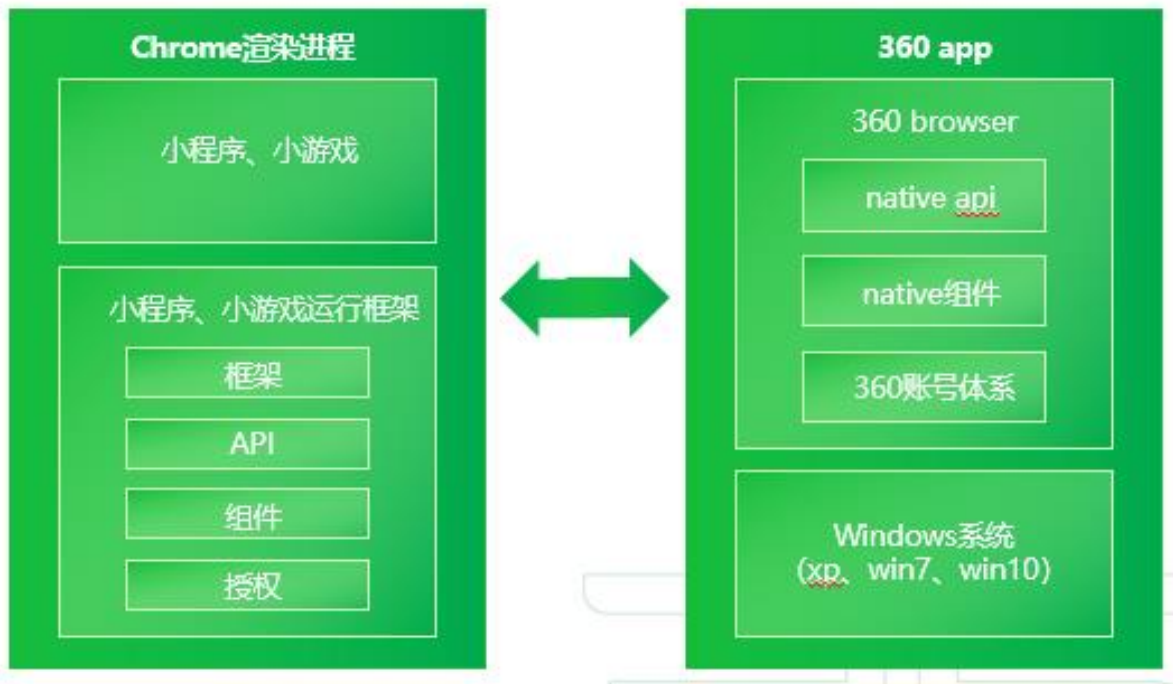 Chrome渲染进程
小程序、小游戏
小程序、小游戏运行框架
框架
API
组件
授权
360 app
360 browser
native api
native组件
360账号体系
Windows系统
(xp、win7、win10)